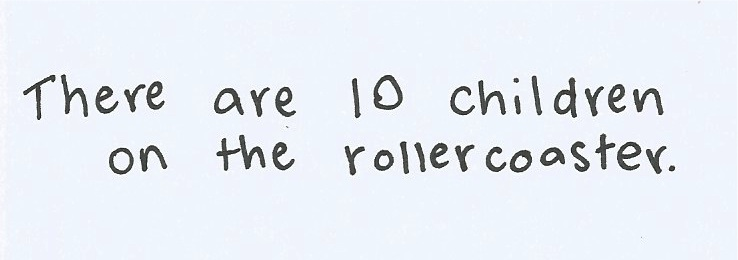 There are 10 children
on the rollercoaster.